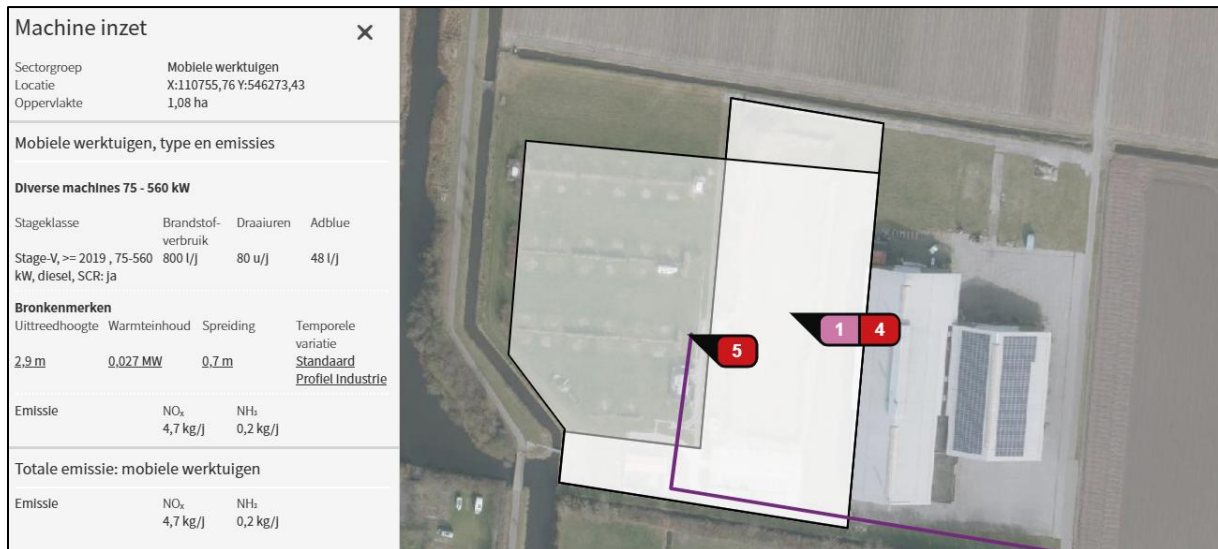 Machine inzet
Sectorgroep Mobiele werktuigen
Locatie X:110755,76 Y:546273,43
Oppervlakte 1,08 ha
Mobiele werktuigen, type en emissies
Diverse machines 75 - 560 kW
Stageklasse Brandstof- Draaiuren Adblue
verbruik
Stage-V, >= 2019 , 75-560 800 l/j 80 u/j 48 l/j
kW, diesel, SCR: ja
Bronkenmerken
Uittreedhoogte Warmteinhoud Spreiding Temporele
variatie
2,9 m 0,027 MW 0,7 m Standaard
Profiel Industrie
Emissie NOₓ NH₃
4,7 kg/j 0,2 kg/j
Totale emissie: mobiele werktuigen
Emissie NOₓ NH₃
4,7 kg/j 0,2 kg/j
1 4
5